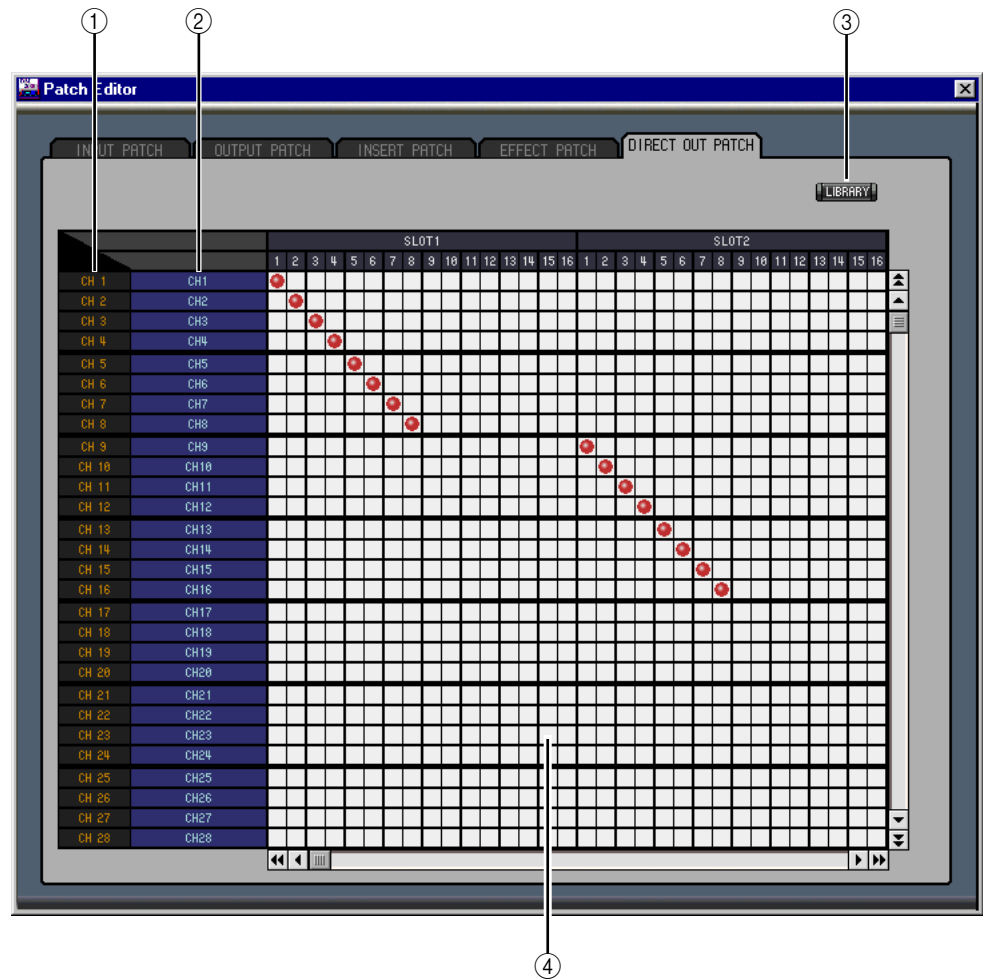 ① ② ③
Patch Editor
INPUT PATCH OUTPUT PATCH INSERT PATCH EFFECT PATCH DIRECT OUT PATCH
LIBRARY
SLOT1 SLOT2
1 2 3 4 5 6 7 8 9 10 11 12 13 14 15 16 1 2 3 4 5 6 7 8 9 10 11 12 13 14 15 16
CH 1 CH1
CH 2 CH2
CH 3 CH3
CH 4 CH4
CH 5 CH5
CH 6 CH6
CH 7 CH7
CH 8 CH8
CH 9 CH9
CH 10 CH10
CH 11 CH11
CH 12 CH12
CH 13 CH13
CH 14 CH14
CH 15 CH15
CH 16 CH16
CH 17 CH17
CH 18 CH18
CH 19 CH19
CH 20 CH20
CH 21 CH21
CH 22 CH22
CH 23 CH23
CH 24 CH24
CH 25 CH25
CH 26 CH26
CH 27 CH27
CH 28 CH28
④